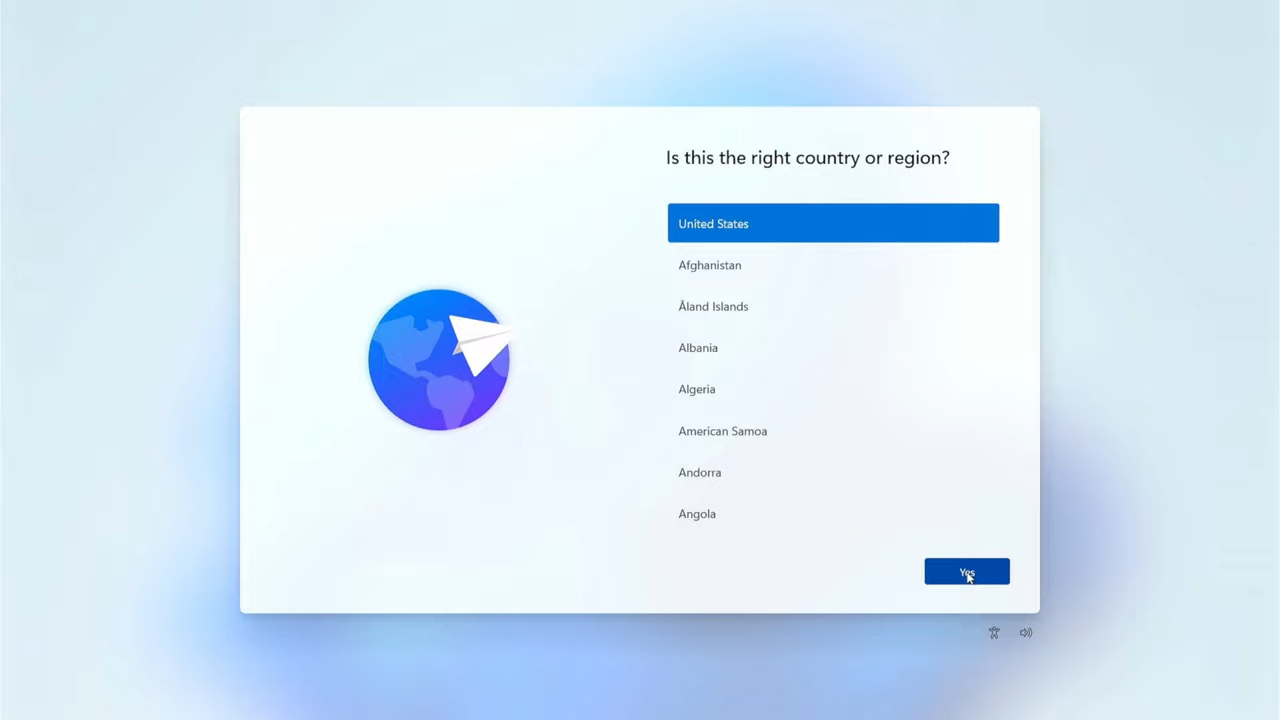 Is this the right country or region?
United States
Afghanistan
Åland Islands
Albania
Algeria
American Samoa
Andorra
Angola
Yes